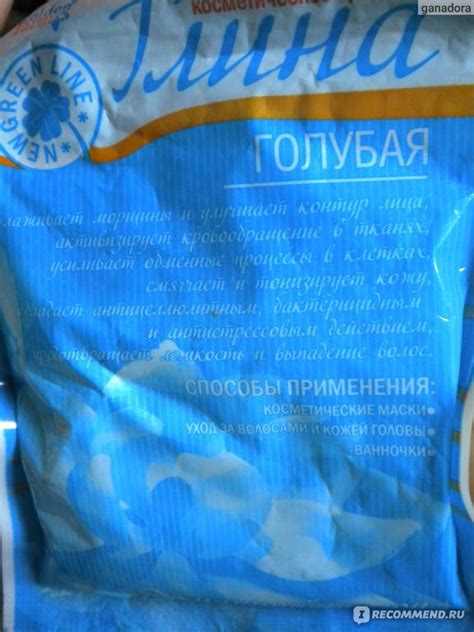 ganadora
косметическое
Глина
NEW GREEN LINE
ГОЛУБАЯ
морщины и улучшает контур лица,
активизирует кровообращение в тканях,
усиливает обменные процессы в клетках,
смягчает и тонизирует кожу,
антицеллюлитным, бактерицидным
и антистрессовым действием,
предотвращает ломкость и выпадение волос.
СПОСОБЫ ПРИМЕНЕНИЯ:
КОСМЕТИЧЕСКИЕ МАСКИ•
УХОД ЗА ВОЛОСАМИ И КОЖЕЙ ГОЛОВЫ•
ВАННОЧКИ•
I RECOMMEND.RU